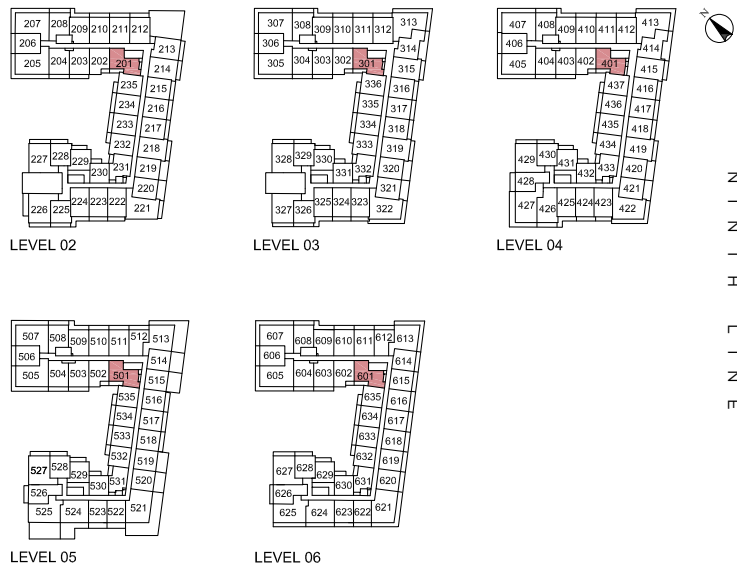 207 208 209 210 211 212
206 213
205 204 203 202 201 214
235 215
234 216
233 217
232 218
227 228 229 230 231 219
220
226 225 224 223 222 221
LEVEL 02
307 308 309 310 311 312 313
306 314
305 304 303 302 301 315
336 316
335 317
334 318
333 319
328 329 330 331 332 320
321
327 326 325 324 323 322
LEVEL 03
407 408 409 410 411 412 413
406 414
405 404 403 402 401 415
437 416
436 417
435 418
434 419
429 430 431 432 433 420
428 421
427 426 425 424 423 422
LEVEL 04
N
NINTH LINE
507 508 509 510 511 512 513
506 514
505 504 503 502 501 515
535 516
534 517
533 518
532 519
527 528 529 530 531 520
526
525 524 523 522 521
LEVEL 05
607 608 609 610 611 612 613
606 614
605 604 603 602 601 615
635 616
634 617
633 618
632 619
627 628 629 630 631 620
626
625 624 623 622 621
LEVEL 06